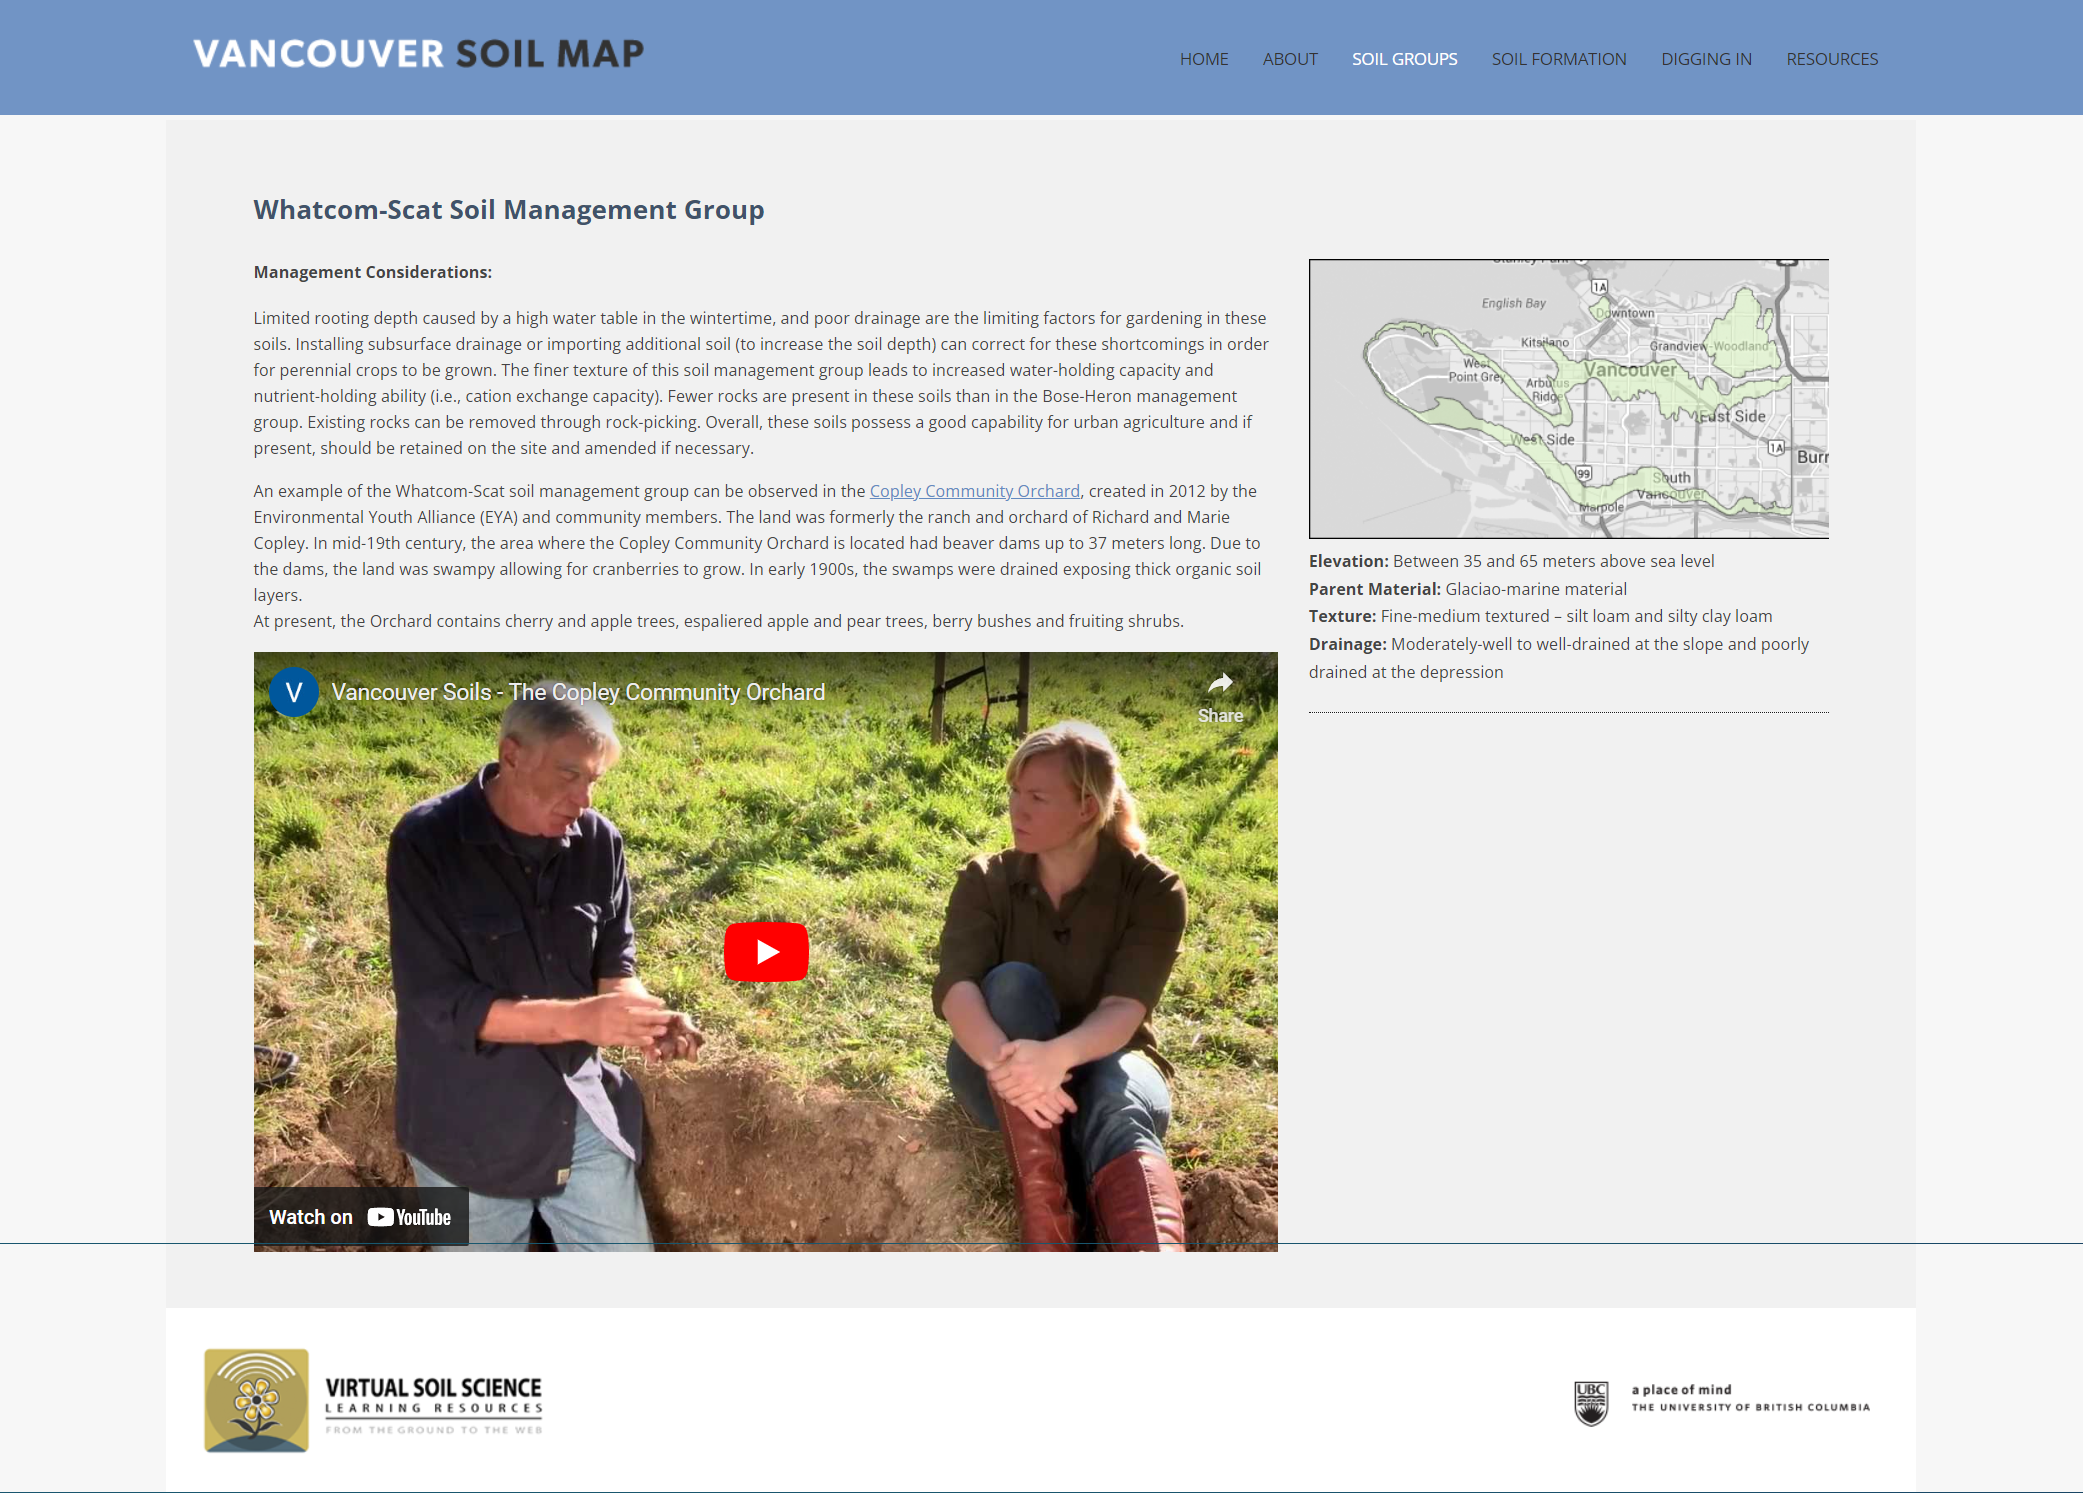 VANCOUVER SOIL MAP
HOME ABOUT SOIL GROUPS SOIL FORMATION DIGGING IN RESOURCES
Whatcom-Scat Soil Management Group
Management Considerations:
Limited rooting depth caused by a high water table in the wintertime, and poor drainage are the limiting factors for gardening in these
soils. Installing subsurface drainage or importing additional soil (to increase the soil depth) can correct for these shortcomings in order
for perennial crops to be grown. The finer texture of this soil management group leads to increased water-holding capacity and
nutrient-holding ability (i.e., cation exchange capacity). Fewer rocks are present in these soils than in the Bose-Heron management
group. Existing rocks can be removed through rock-picking. Overall, these soils possess a good capability for urban agriculture and if
present, should be retained on the site and amended if necessary.
An example of the Whatcom-Scat soil management group can be observed in the Copley Community Orchard, created in 2012 by the
Environmental Youth Alliance (EYA) and community members. The land was formerly the ranch and orchard of Richard and Marie
Copley. In mid-19th century, the area where the Copley Community Orchard is located had beaver dams up to 37 meters long. Due to
the dams, the land was swampy allowing for cranberries to grow. In early 1900s, the swamps were drained exposing thick organic soil
layers.
At present, the Orchard contains cherry and apple trees, espaliered apple and pear trees, berry bushes and fruiting shrubs.
V Vancouver Soils - The Copley Community Orchard
Share
Watch on YouTube
1A
English Bay
Downtown
Kitsilano
Grandview-Woodland
West
Point Grey
Vancouver
Arbutus
Ridge
East Side
West Side
1A
Burr
99
South
Vancouver
Marpole
Elevation: Between 35 and 65 meters above sea level
Parent Material: Glaciao-marine material
Texture: Fine-medium textured – silt loam and silty clay loam
Drainage: Moderately-well to well-drained at the slope and poorly
drained at the depression
VIRTUAL SOIL SCIENCE
LEARNING RESOURCES
FROM THE GROUND TO THE WEB
UBC
a place of mind
THE UNIVERSITY OF BRITISH COLUMBIA